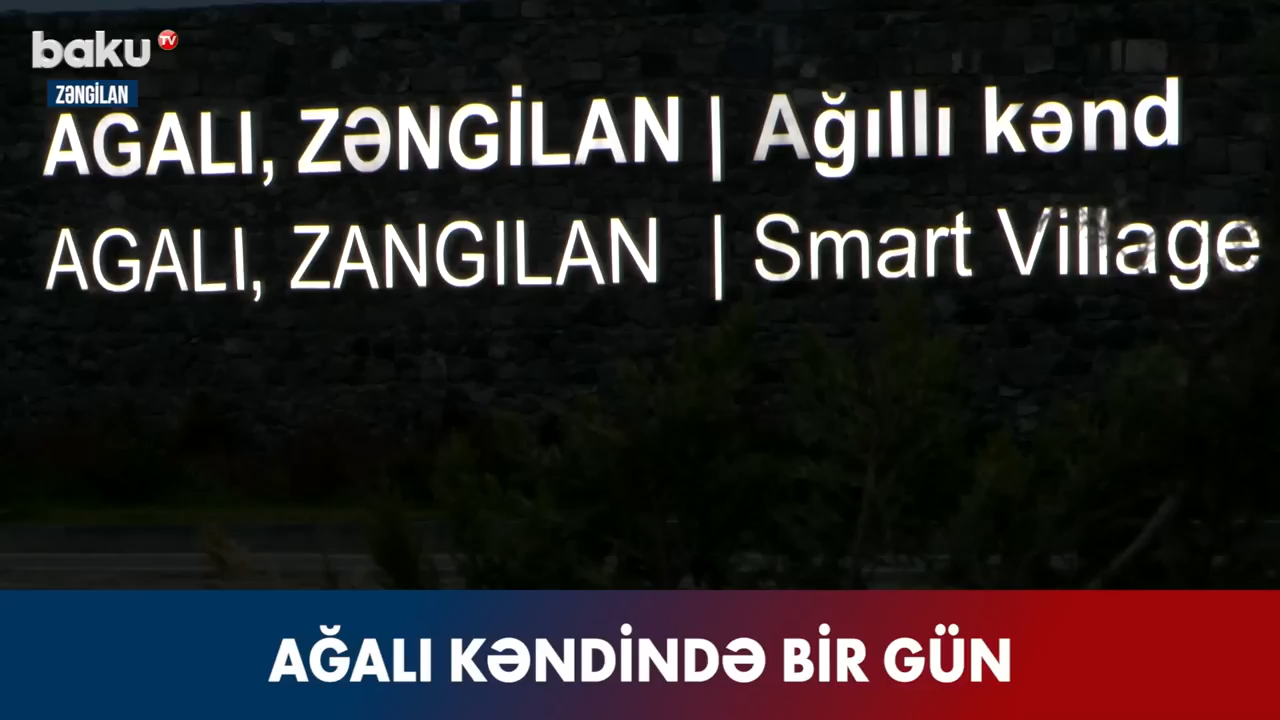 baku TV
ZƏNGİLAN
AGALI, ZƏNGİLAN | Ağıllı kənd
AGALI, ZANGILAN | Smart Village
AĞALI KƏNDİNDƏ BİR GÜN